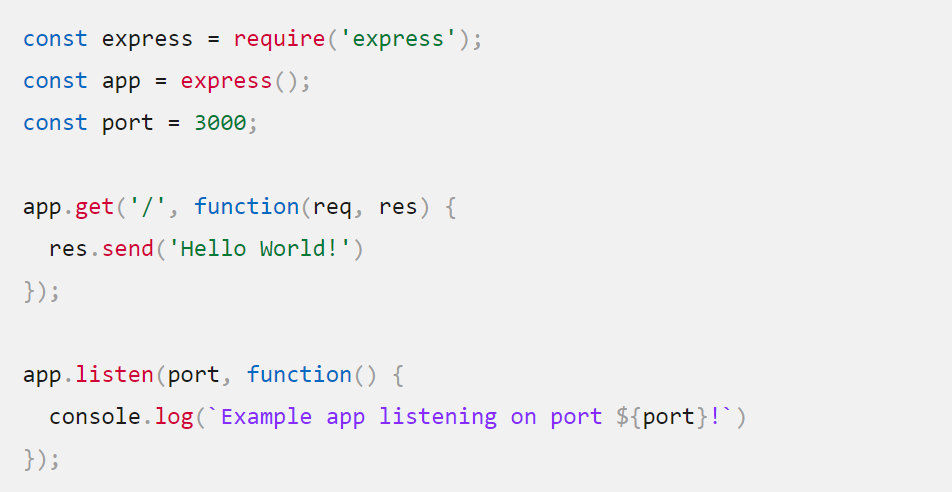 const express = require('express');
const app = express();
const port = 3000;

app.get('/', function(req, res) {
  res.send('Hello World!')
});

app.listen(port, function() {
  console.log(`Example app listening on port ${port}!`)
});